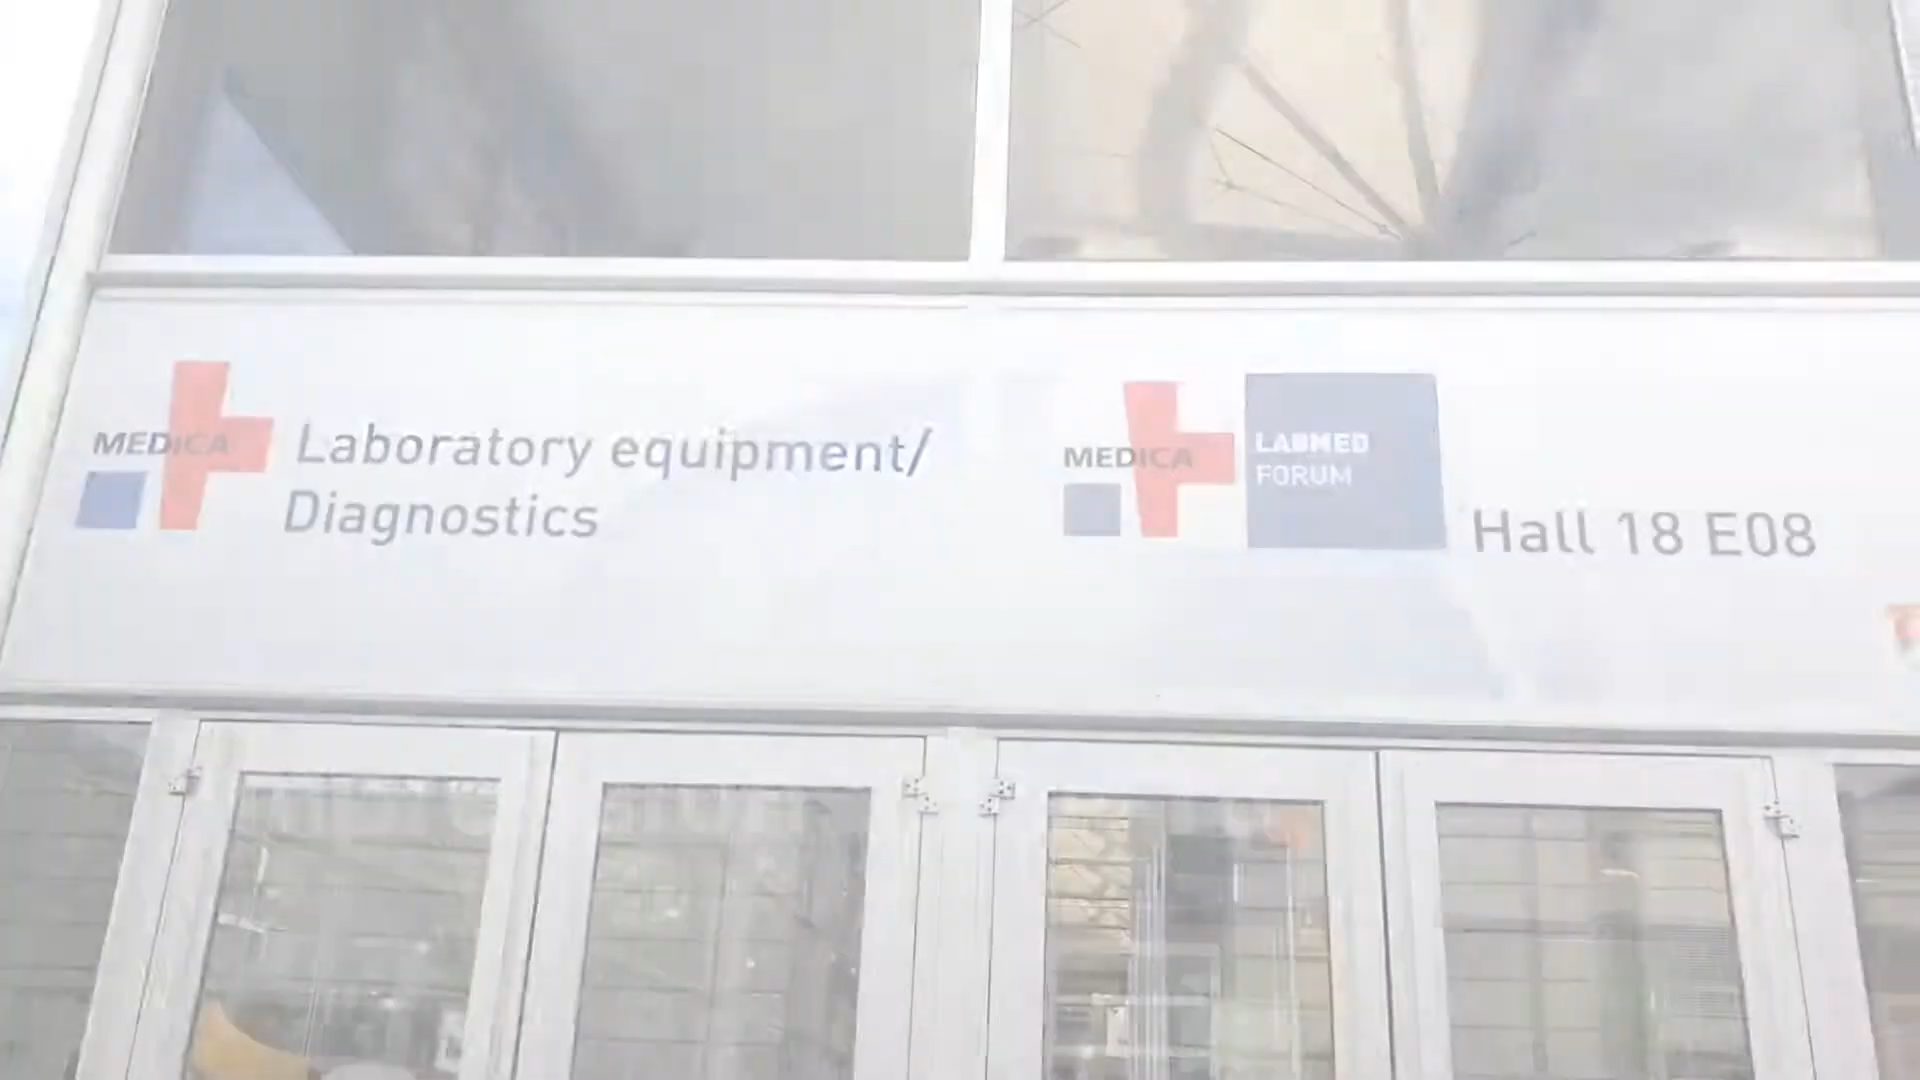 MEDICA
Laboratory equipment/
Diagnostics
MEDICA
LABMED
FORUM
Hall 18 E08